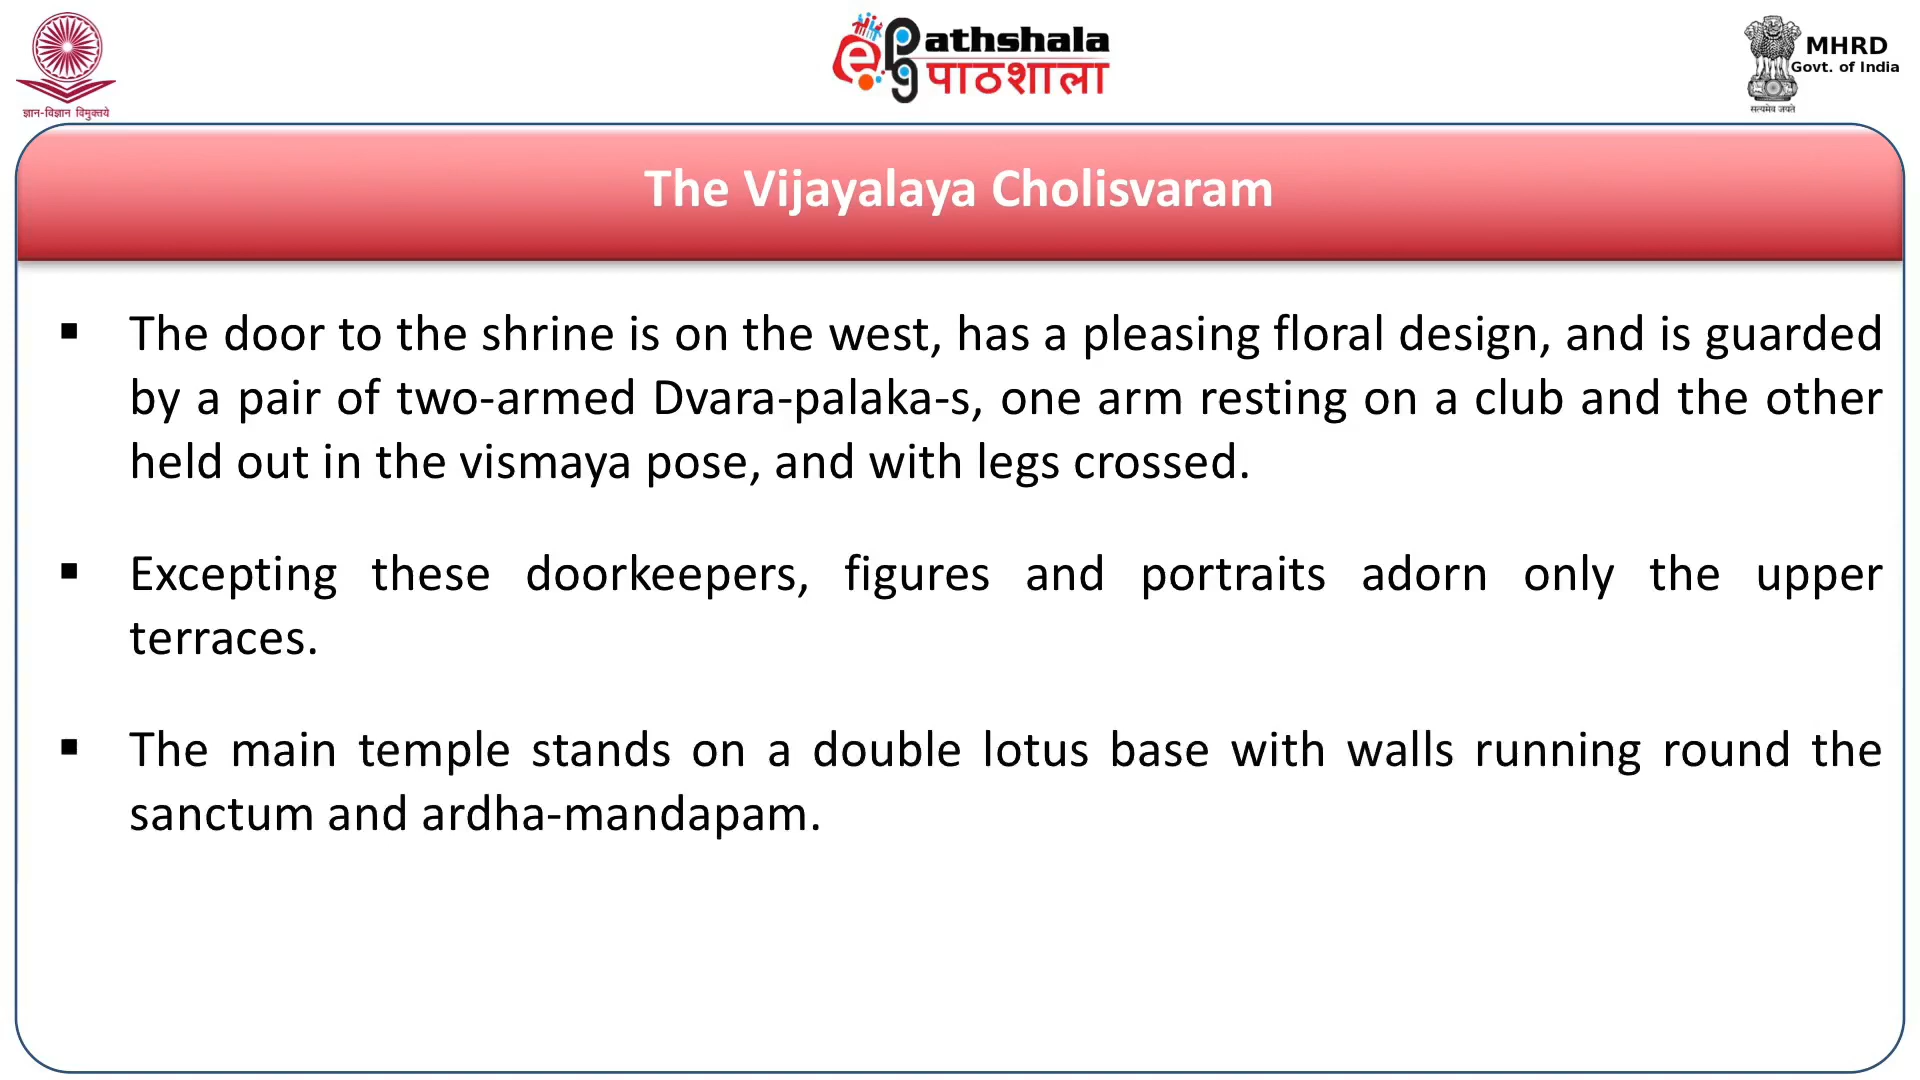 ज्ञान-विज्ञान विमुक्तये
e pg Pathshala
पाठशाला
MHRD
Govt. of India
सत्यमेव जयते
The Vijayalaya Cholisvaram
▪ The door to the shrine is on the west, has a pleasing floral design, and is guarded
by a pair of two-armed Dvara-palaka-s, one arm resting on a club and the other
held out in the vismaya pose, and with legs crossed.
▪ Excepting these doorkeepers, figures and portraits adorn only the upper
terraces.
▪ The main temple stands on a double lotus base with walls running round the
sanctum and ardha-mandapam.